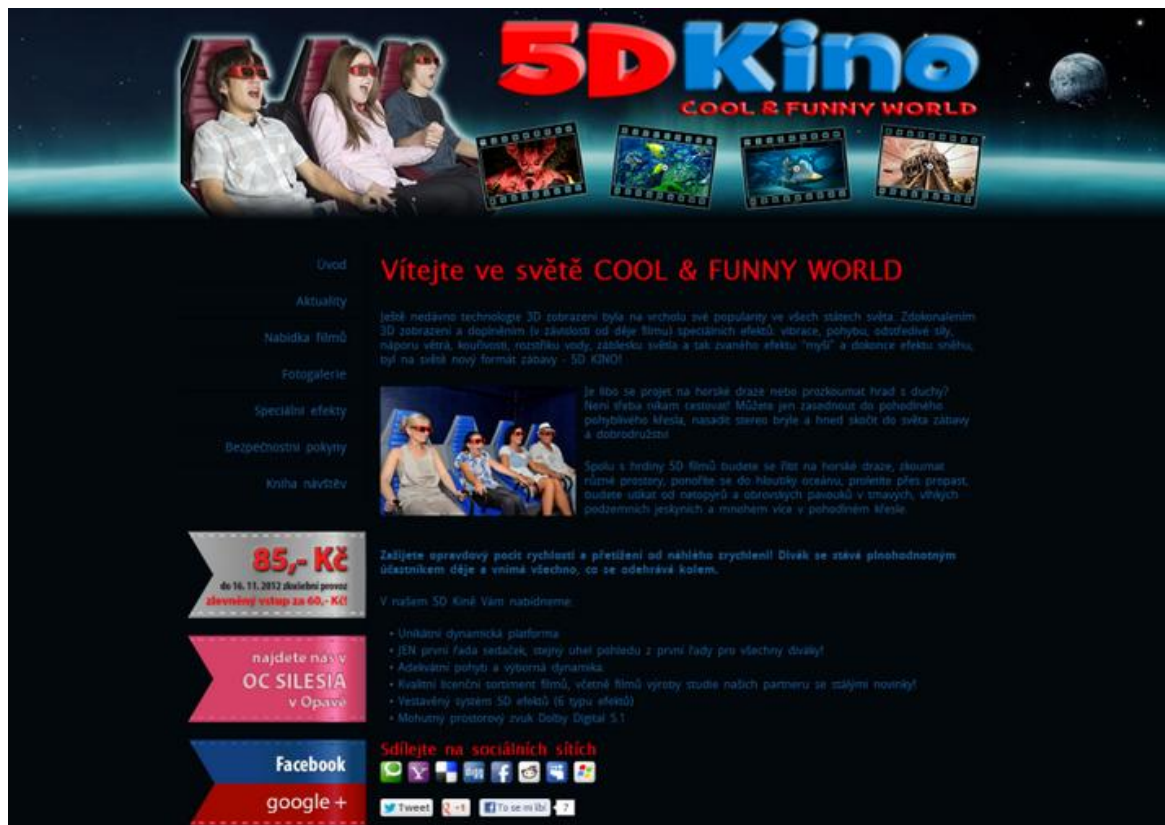 5DKino
COOL & FUNNY WORLD
Úvod
Aktuality
Nabídka filmů
Fotogalerie
Speciální efekty
Bezpečnostní pokyny
Kniha návštěv
85,- Kč
do 16. 11. 2012 zkušební provoz
zlevněný vstup za 60,- Kč!
najdete nás v
OC SILESIA
v Opavě
Facebook
google +
Vítejte ve světě COOL & FUNNY WORLD
Ještě nedávno technologie 3D zobrazení byla na vrcholu své popularity ve všech státech světa. Zdokonalením
3D zobrazení a doplněním (v závislosti od děje filmu) speciálních efektů: vibrace, pohybu, odstředivé síly,
náporu větrá, kouřivosti, rozstřiku vody, záblesku světla a tak zvaného efektu "myší" a dokonce efektu sněhu,
byl na světě nový formát zábavy - 5D KINO!
Je libo se projet na horské draze nebo prozkoumat hrad s duchy?
Není třeba nikam cestovat! Můžete jen zasednout do pohodlného
pohyblivého křesla, nasadit stereo brýle a hned skočit do světa zábavy
a dobrodružství
Spolu s hrdiny 5D filmů budete se řítit na horské draze, zkoumat
různé prostory, ponoříte se do hloubky oceánu, proletíte přes propast,
budete utíkat od netopýrů a obrovských pavouků v tmavých, vlhkých
podzemních jeskyních a mnohem více v pohodlném křesle.
Zažijete opravdový pocit rychlosti a přetížení od náhlého zrychlení! Divák se stává plnohodnotným
účastníkem děje a vnímá všechno, co se odehrává kolem.
V našem 5D Kině Vám nabídneme:
• Unikátní dynamická platforma
• JEN první řada sedaček, stejný uhel pohledu z první řady pro všechny diváky!
• Adekvátní pohyb a výborná dynamika.
• Kvalitní licenční sortiment filmů, včetně filmů výroby studie našich partneru se stálými novinky!
• Vestavěný systém 5D efektů (6 typu efektů)
• Mohutný prostorový zvuk Dolby Digital 5.1
Sdílejte na sociálních sítích
digg
Tweet
+1
To se mi líbí
7